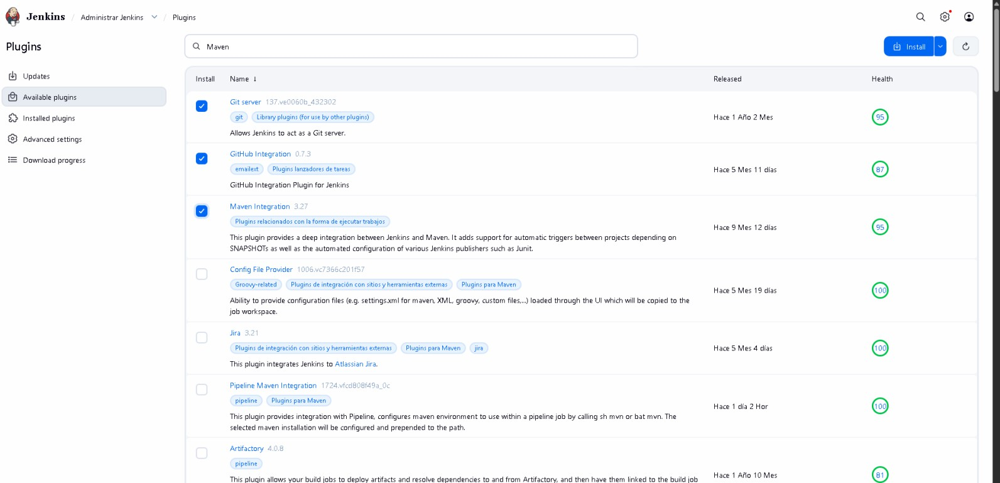 Jenkins / Administrar Jenkins / Plugins
Plugins
Maven
Install
Updates
Available plugins
Installed plugins
Advanced settings
Download progress
Install Name ↓ Released Health
Git server 137.ve0060b_432302
git Library plugins (for use by other plugins)
Allows Jenkins to act as a Git server.
Hace 1 Año 2 Mes
95
GitHub Integration 0.7.3
emailext Plugins lanzadores de tareas
GitHub Integration Plugin for Jenkins
Hace 5 Mes 11 días
87
Maven Integration 3.27
Plugins relacionados con la forma de ejecutar trabajos
This plugin provides a deep integration between Jenkins and Maven. It adds support for automatic triggers between projects depending on
SNAPSHOTs as well as the automated configuration of various Jenkins publishers such as Junit.
Hace 9 Mes 12 días
95
Config File Provider 1006.vc7366c201f57
Groovy-related Plugins de integración con sitios y herramientas externas Plugins para Maven
Ability to provide configuration files (e.g. settings.xml for maven, XML, groovy, custom files,...) loaded through the UI which will be copied to the
job workspace.
Hace 5 Mes 19 días
100
Jira 3.21
Plugins de integración con sitios y herramientas externas Plugins para Maven jira
This plugin integrates Jenkins to Atlassian Jira.
Hace 5 Mes 4 días
100
Pipeline Maven Integration 1724.vfcd808f49a_0c
pipeline Plugins para Maven
This plugin provides integration with Pipeline, configures maven environment to use within a pipeline job by calling sh mvn or bat mvn. The
selected maven installation will be configured and prepended to the path.
Hace 1 día 2 Hor
100
Artifactory 4.0.8
pipeline
This plugin allows your build jobs to deploy artifacts and resolve dependencies to and from Artifactory, and then have them linked to the build job
Hace 1 Año 10 Mes
81